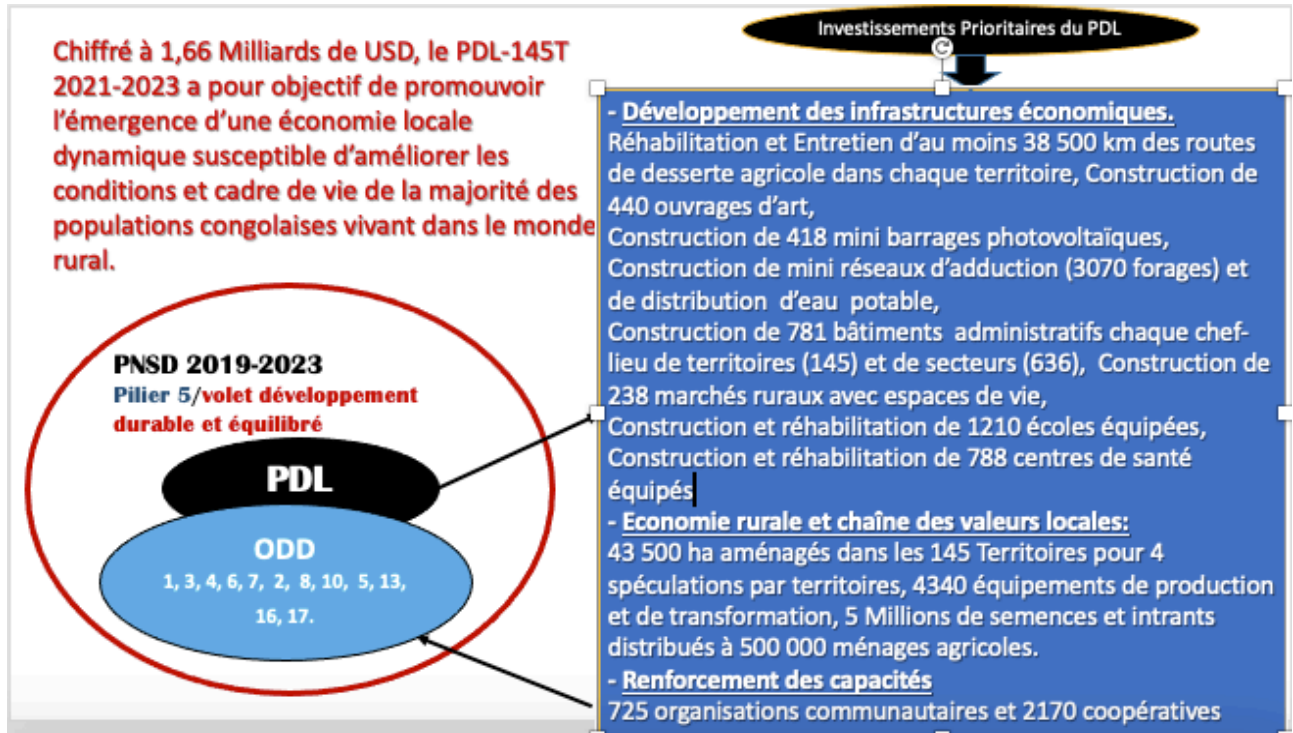 Chiffré à 1,66 Milliards de USD, le PDL-145T
2021-2023 a pour objectif de promouvoir
l'émergence d'une économie locale
dynamique susceptible d'améliorer les
conditions et cadre de vie de la majorité des
populations congolaises vivant dans le monde
rural.
PNSD 2019-2023
Pilier 5/volet développement
durable et équilibré
PDL
ODD
1, 3, 4, 6, 7, 2, 8, 10, 5, 13,
16, 17.
Investissements Prioritaires du PDL
- Développement des infrastructures économiques.
Réhabilitation et Entretien d'au moins 38 500 km des routes
de desserte agricole dans chaque territoire, Construction de
440 ouvrages d'art,
Construction de 418 mini barrages photovoltaïques,
Construction de mini réseaux d'adduction (3070 forages) et
de distribution d'eau potable,
Construction de 781 bâtiments administratifs chaque chef-
lieu de territoires (145) et de secteurs (636), Construction de
238 marchés ruraux avec espaces de vie,
Construction et réhabilitation de 1210 écoles équipées,
Construction et réhabilitation de 788 centres de santé
équipés
- Economie rurale et chaîne des valeurs locales:
43 500 ha aménagés dans les 145 Territoires pour 4
spéculations par territoires, 4340 équipements de production
et de transformation, 5 Millions de semences et intrants
distribués à 500 000 ménages agricoles.
- Renforcement des capacités
725 organisations communautaires et 2170 coopératives